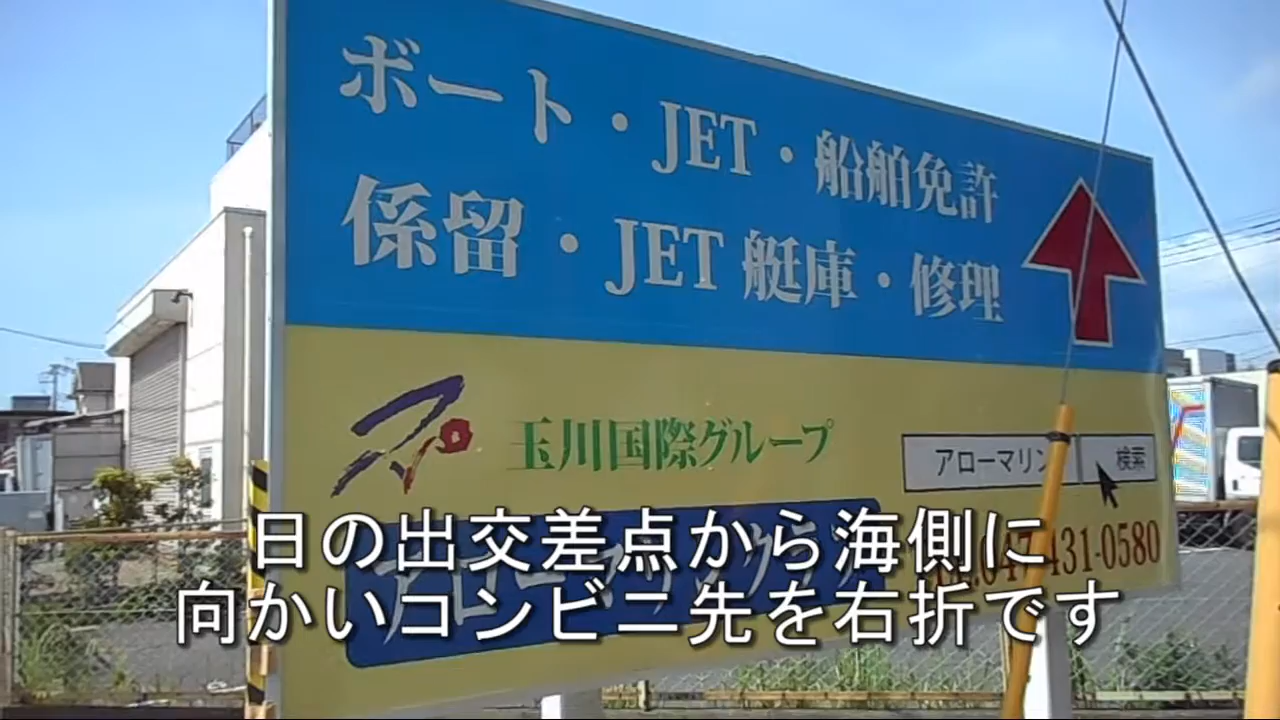 ボート・JET・船舶免許
係留・JET艇庫・修理
玉川国際グループ
アローマリン 検索
431-0580
日の出交差点から海側に
向かいコンビニ先を右折です